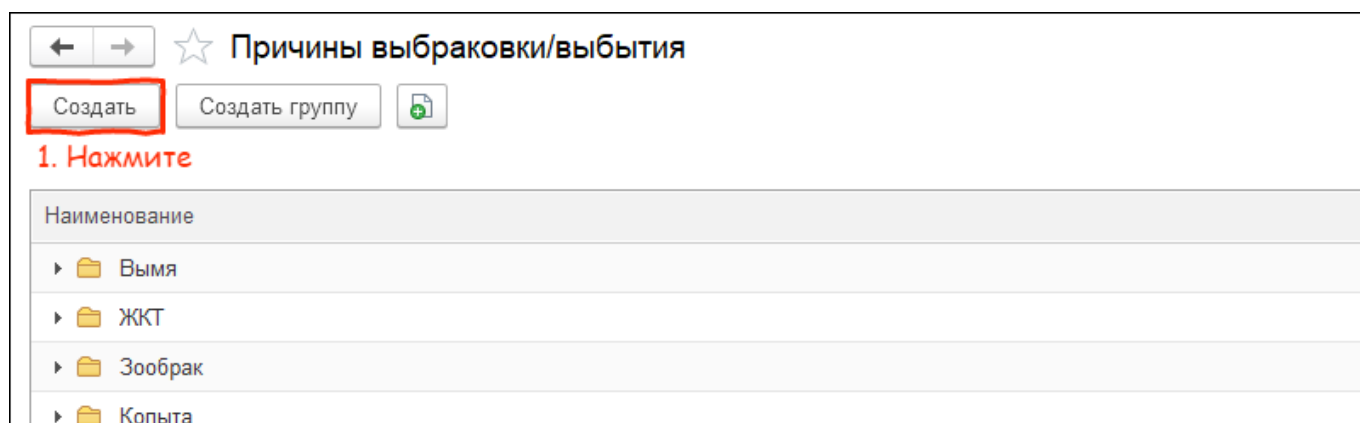 Причины выбраковки/выбытия
Создать Создать группу
1. Нажмите
Наименование
Вымя
ЖКТ
Зообрак
Копыта